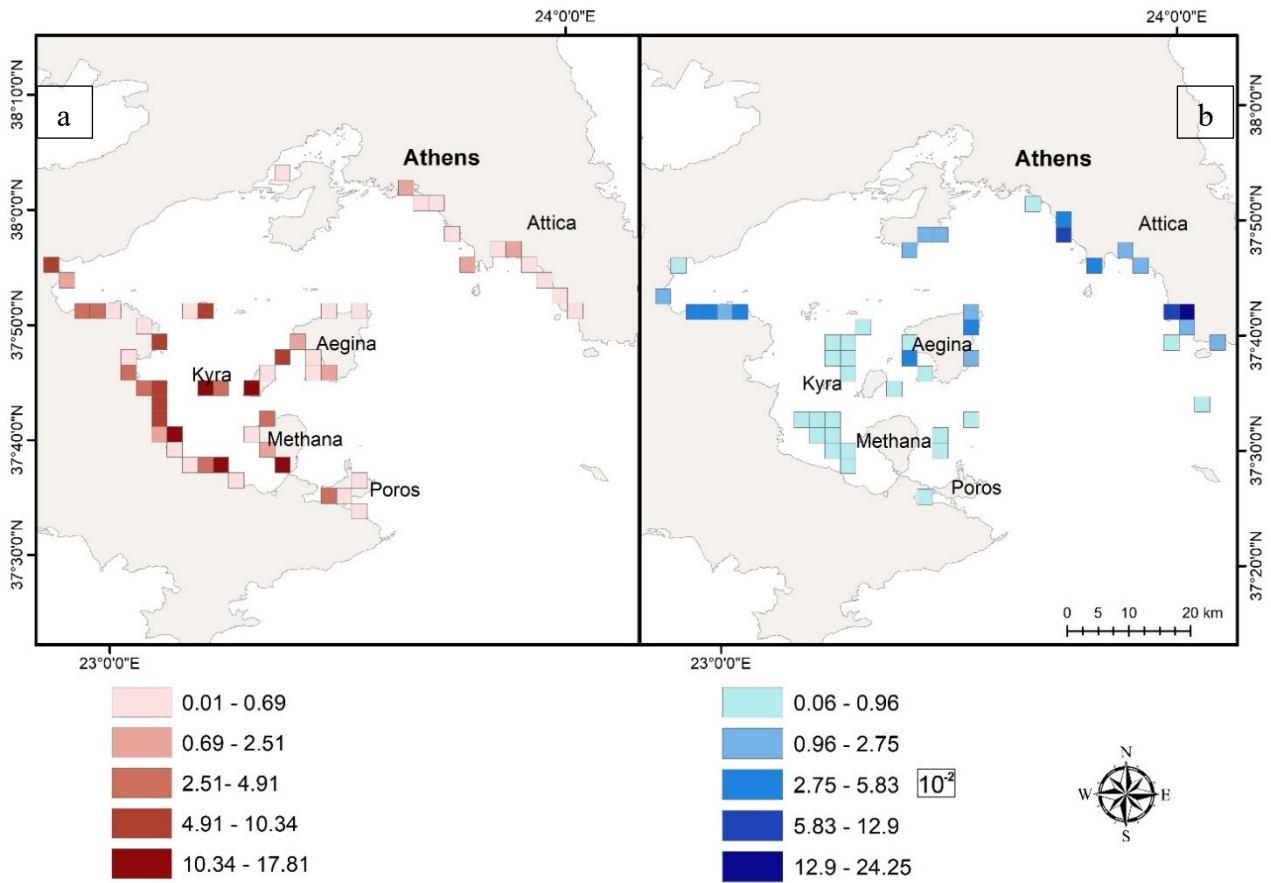 24°0'0"E
24°0'0"E
a
b
38°10'0"N
38°0'0"N
37°50'0"N
37°40'0"N
37°30'0"N
38°0'0"N
37°50'0"N
37°40'0"N
37°30'0"N
37°20'0"N
Athens
Attica
Aegina
Kyra
Methana
Poros
Athens
Attica
Aegina
Kyra
Methana
Poros
0 5 10 20 km
23°0'0"E
23°0'0"E
0.01 - 0.69
0.69 - 2.51
2.51- 4.91
4.91 - 10.34
10.34 - 17.81
0.06 - 0.96
0.96 - 2.75
2.75 - 5.83
10⁻²
5.83 - 12.9
12.9 - 24.25
N
W E
S